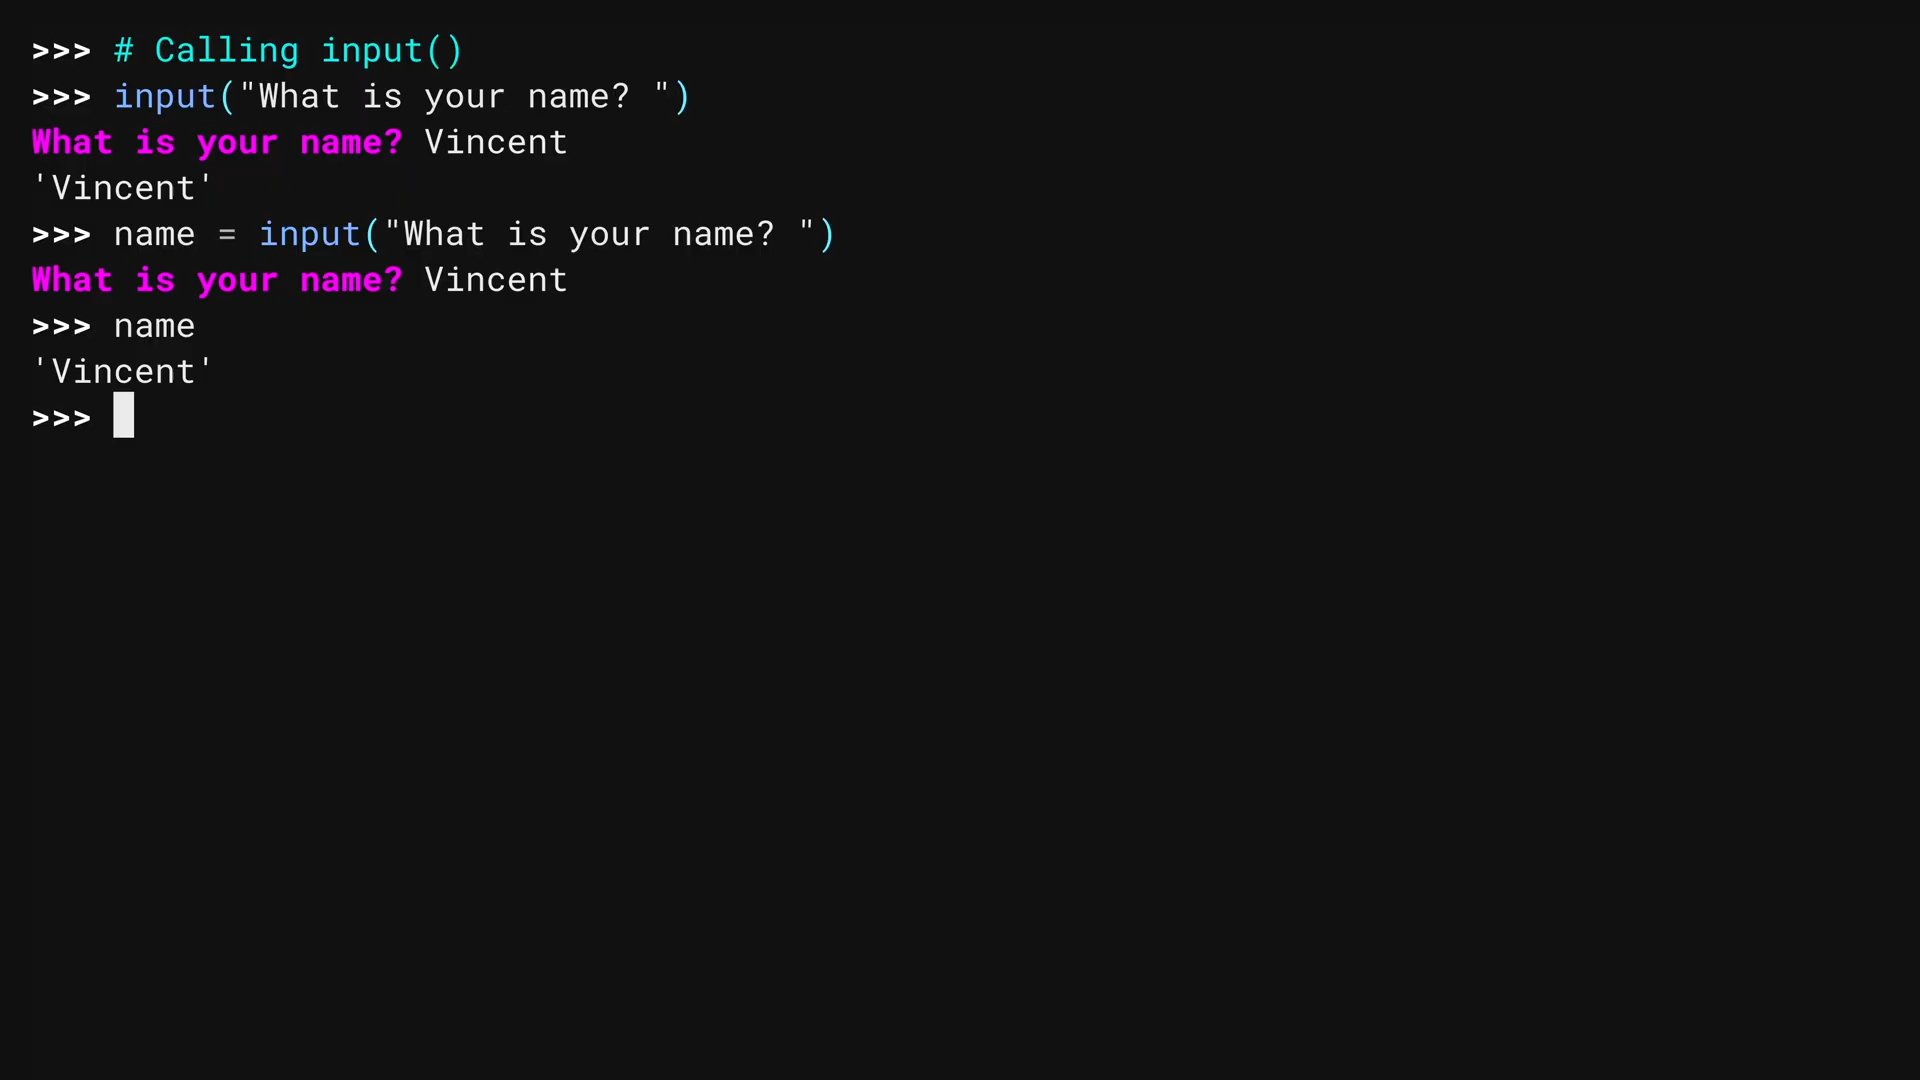 >>> # Calling input()
>>> input("What is your name? ")
What is your name? Vincent
'Vincent'
>>> name = input("What is your name? ")
What is your name? Vincent
>>> name
'Vincent'
>>>